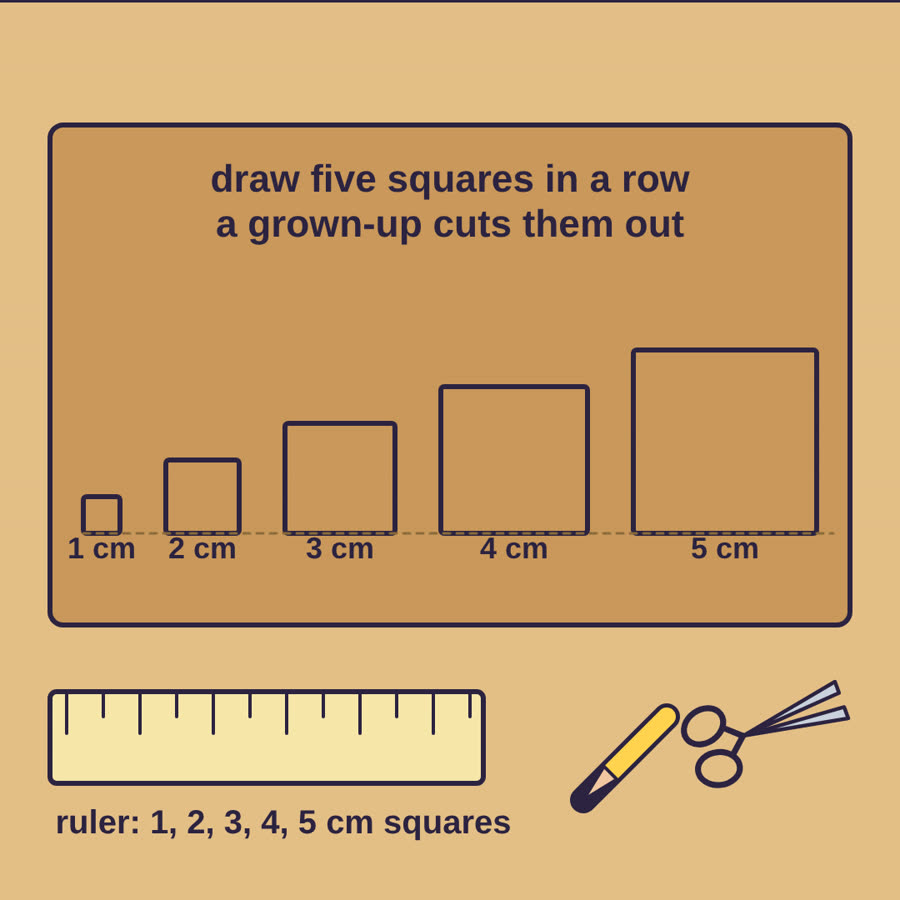 draw five squares in a row
a grown-up cuts them out
1 cm 2 cm 3 cm 4 cm 5 cm
ruler: 1, 2, 3, 4, 5 cm squares